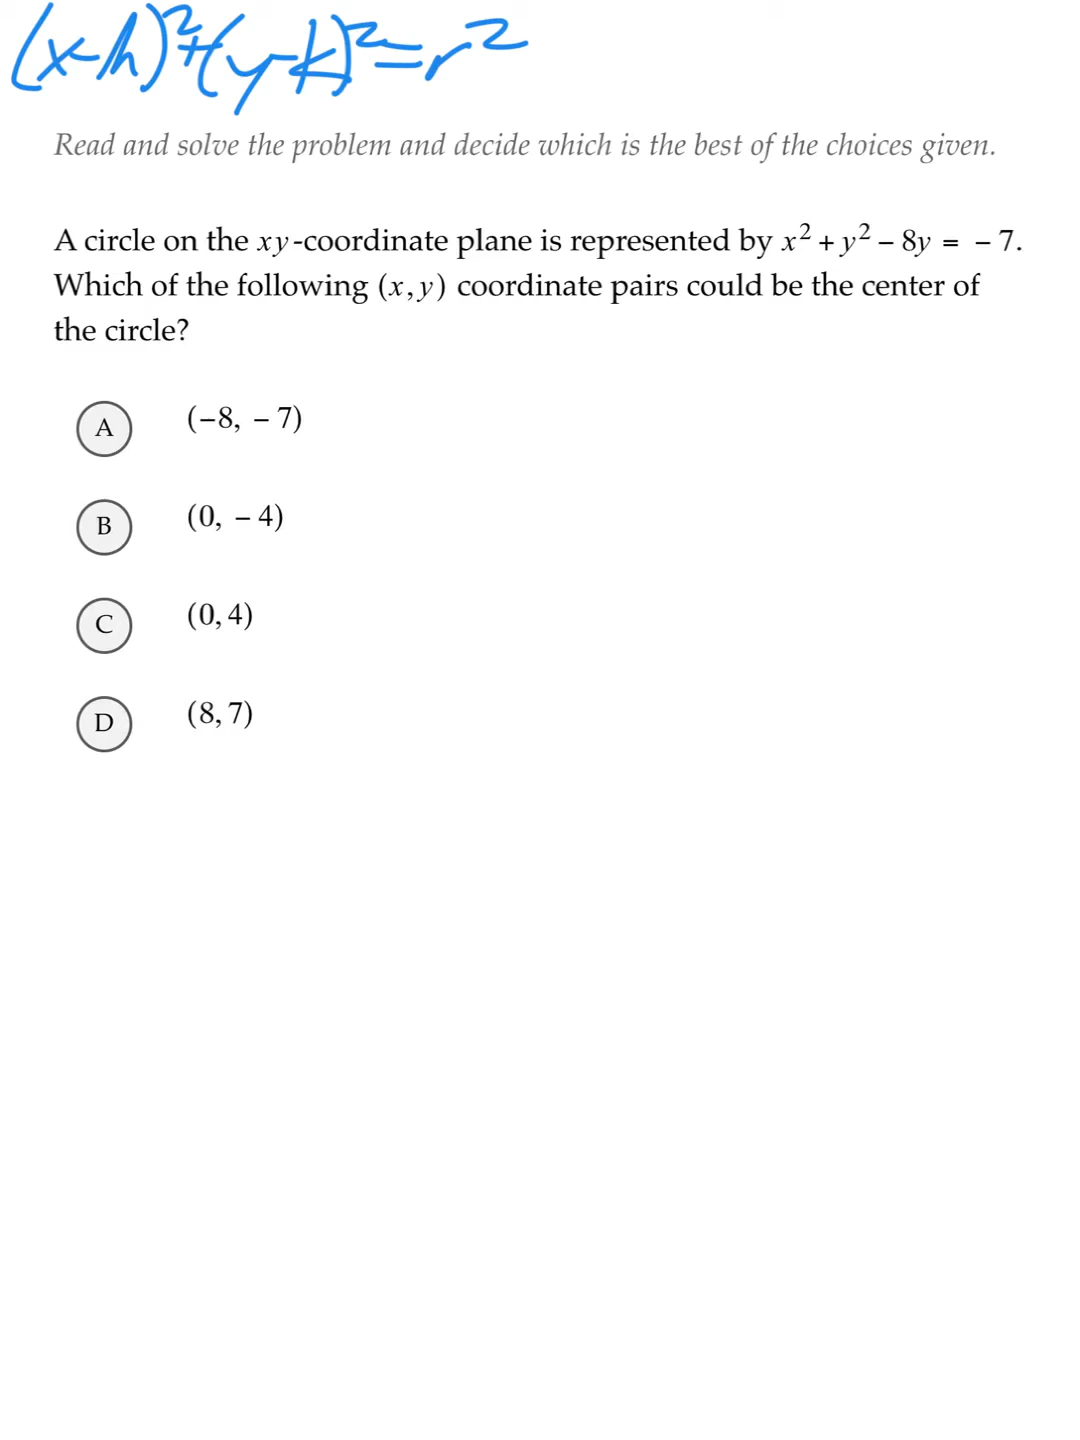 (x-h)²+(y-k)²=r²
Read and solve the problem and decide which is the best of the choices given.
A circle on the xy-coordinate plane is represented by x² + y² – 8y = – 7.
Which of the following (x, y) coordinate pairs could be the center of
the circle?
A (–8, – 7)
B (0, – 4)
C (0, 4)
D (8, 7)